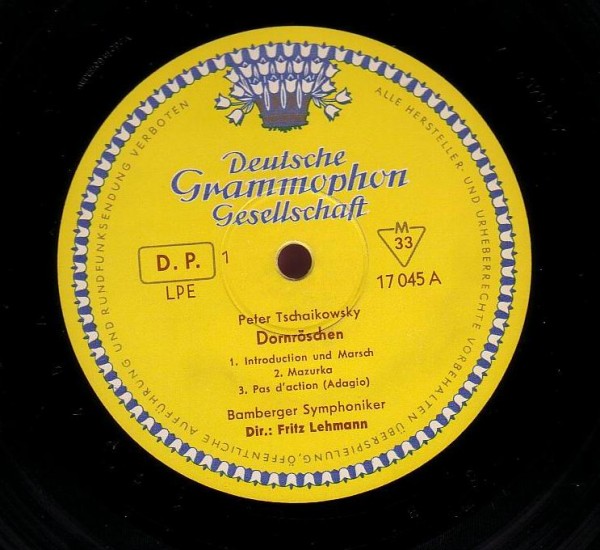 ALLE HERSTELLER- UND URHEBERRECHTE VORBEHALTEN ÜBERSPIELUNG, ÖFFENTLICHE AUFFÜHRUNG UND RUNDFUNKSENDUNG VERBOTEN
Deutsche
Grammophon
Gesellschaft
D. P. 1
LPE
M
33
17 045 A
Peter Tschaikowsky
Dornröschen
1. Introduction und Marsch
2. Mazurka
3. Pas d'action (Adagio)
Bamberger Symphoniker
Dir.: Fritz Lehmann